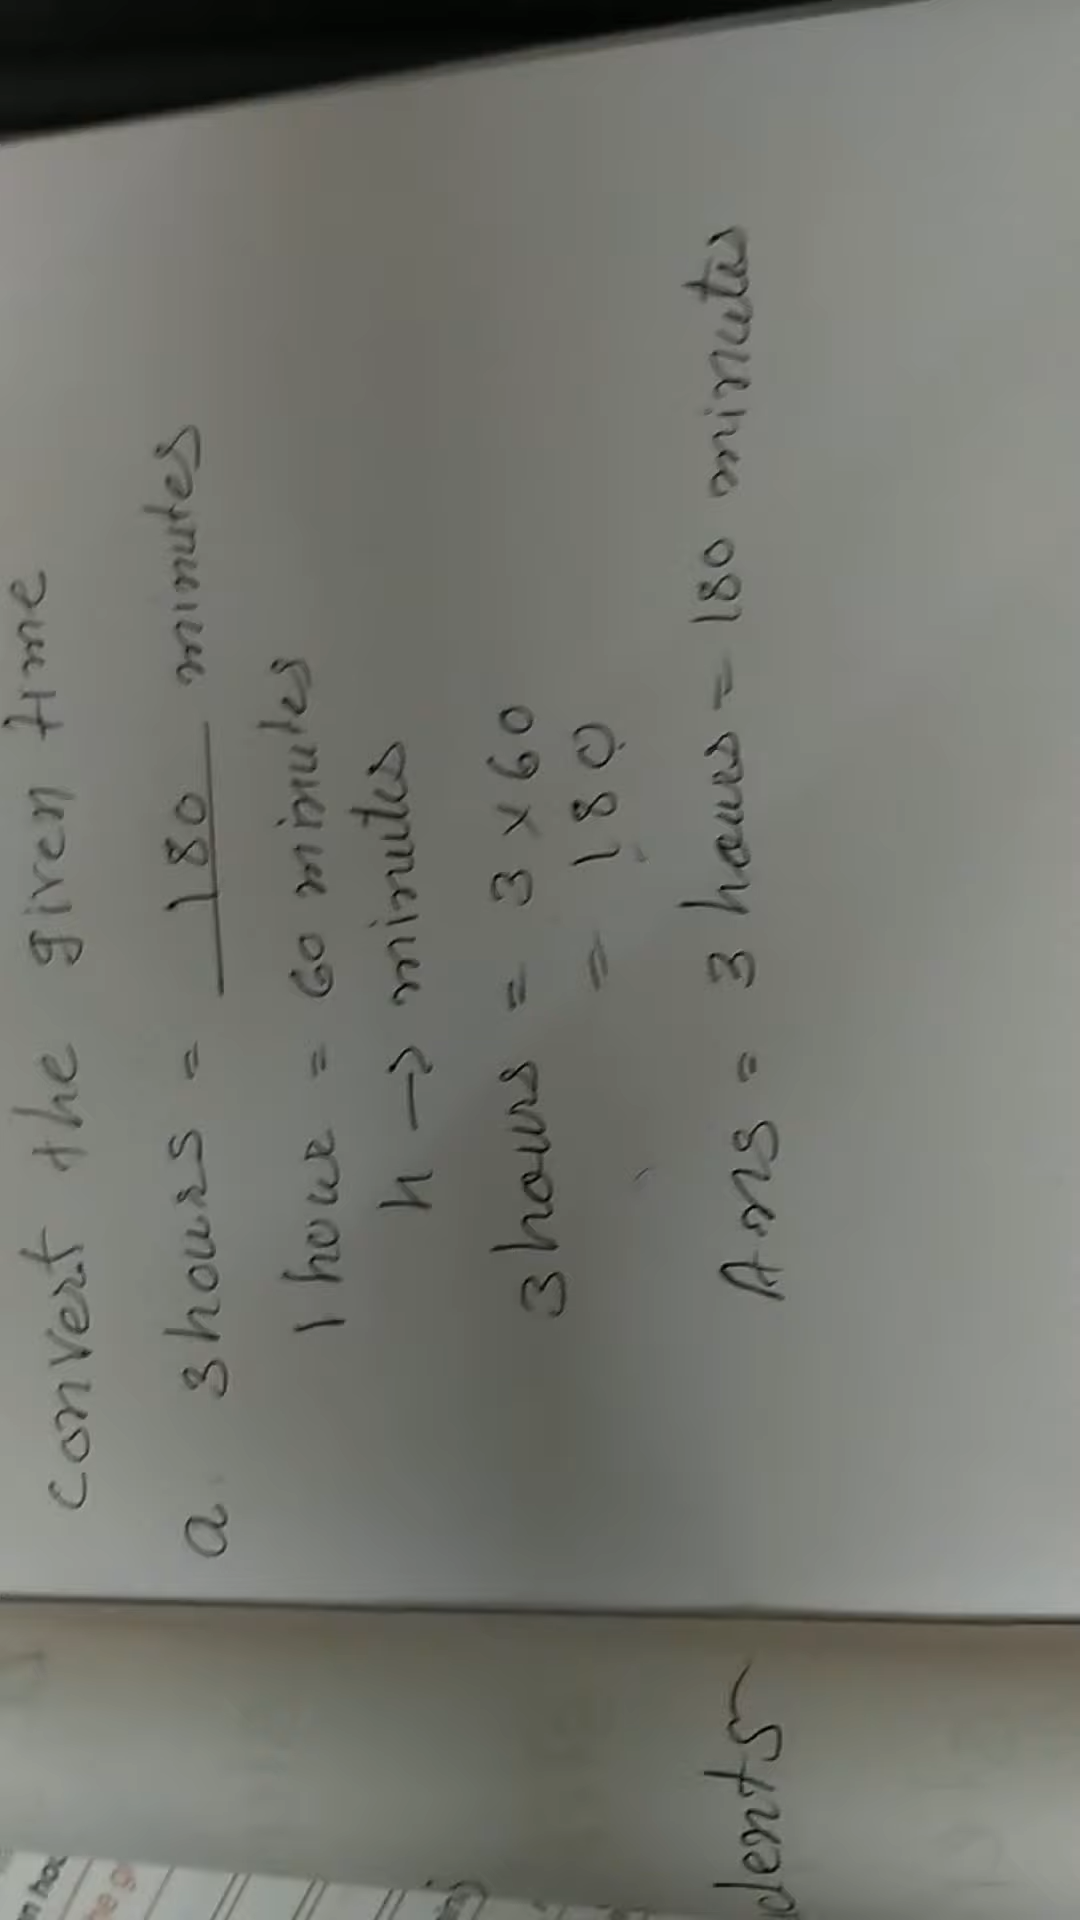 convert the given time
a. 3 hours = 180 minutes
1 hour = 60 minutes
h → minutes
3 hours = 3 × 60
= 180
Ans = 3 hours = 180 minutes
dents